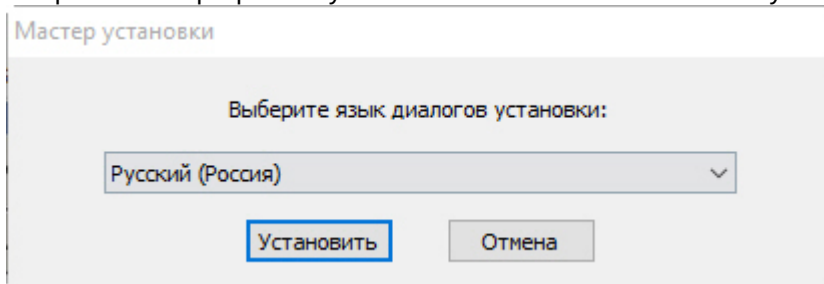 Мастер установки
Выберите язык диалогов установки:
Русский (Россия)
Установить Отмена